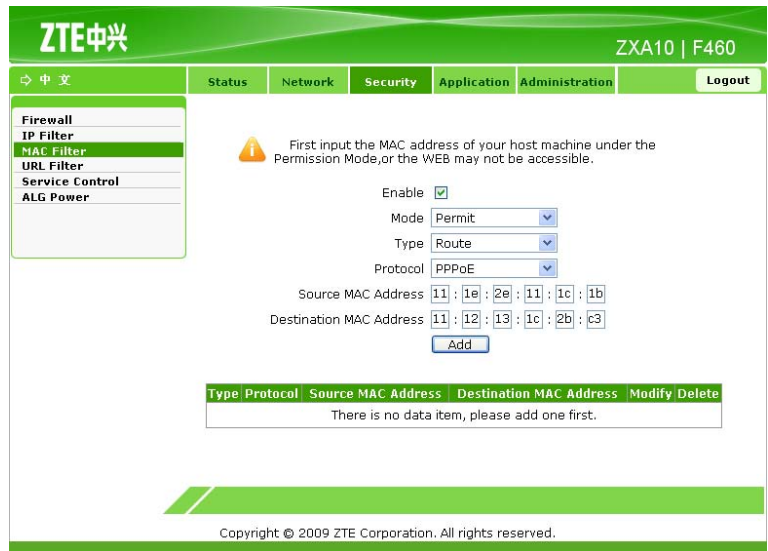 ZTE中兴
ZXA10 | F460
中 文
Status Network Security Application Administration Logout
Firewall
IP Filter
MAC Filter
URL Filter
Service Control
ALG Power
First input the MAC address of your host machine under the
Permission Mode,or the WEB may not be accessible.
Enable
Mode Permit
Type Route
Protocol PPPoE
Source MAC Address 11 : 1e : 2e : 11 : 1c : 1b
Destination MAC Address 11 : 12 : 13 : 1c : 2b : c3
Add
Type Protocol Source MAC Address Destination MAC Address Modify Delete
There is no data item, please add one first.
Copyright © 2009 ZTE Corporation. All rights reserved.